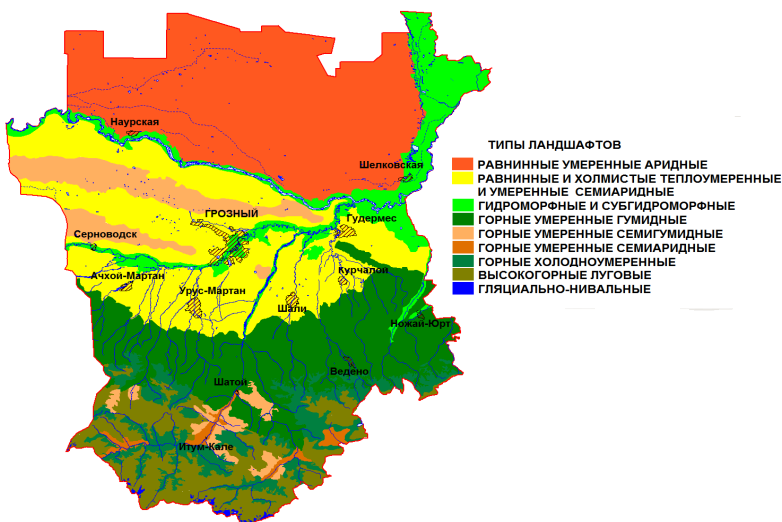 Наурская
Шелковская
ГРОЗНЫЙ
Гудермес
Серноводск
Ачхой-Мартан
Курчалой
Урус-Мартан
Шали
Ножай-Юрт
Ведено
Шатой
Итум-Кале
ТИПЫ ЛАНДШАФТОВ
РАВНИННЫЕ УМЕРЕННЫЕ АРИДНЫЕ
РАВНИННЫЕ И ХОЛМИСТЫЕ ТЕПЛОУМЕРЕННЫЕ
И УМЕРЕННЫЕ СЕМИАРИДНЫЕ
ГИДРОМОРФНЫЕ И СУБГИДРОМОРФНЫЕ
ГОРНЫЕ УМЕРЕННЫЕ ГУМИДНЫЕ
ГОРНЫЕ УМЕРЕННЫЕ СЕМИГУМИДНЫЕ
ГОРНЫЕ УМЕРЕННЫЕ СЕМИАРИДНЫЕ
ГОРНЫЕ ХОЛОДНОУМЕРЕННЫЕ
ВЫСОКОГОРНЫЕ ЛУГОВЫЕ
ГЛЯЦИАЛЬНО-НИВАЛЬНЫЕ